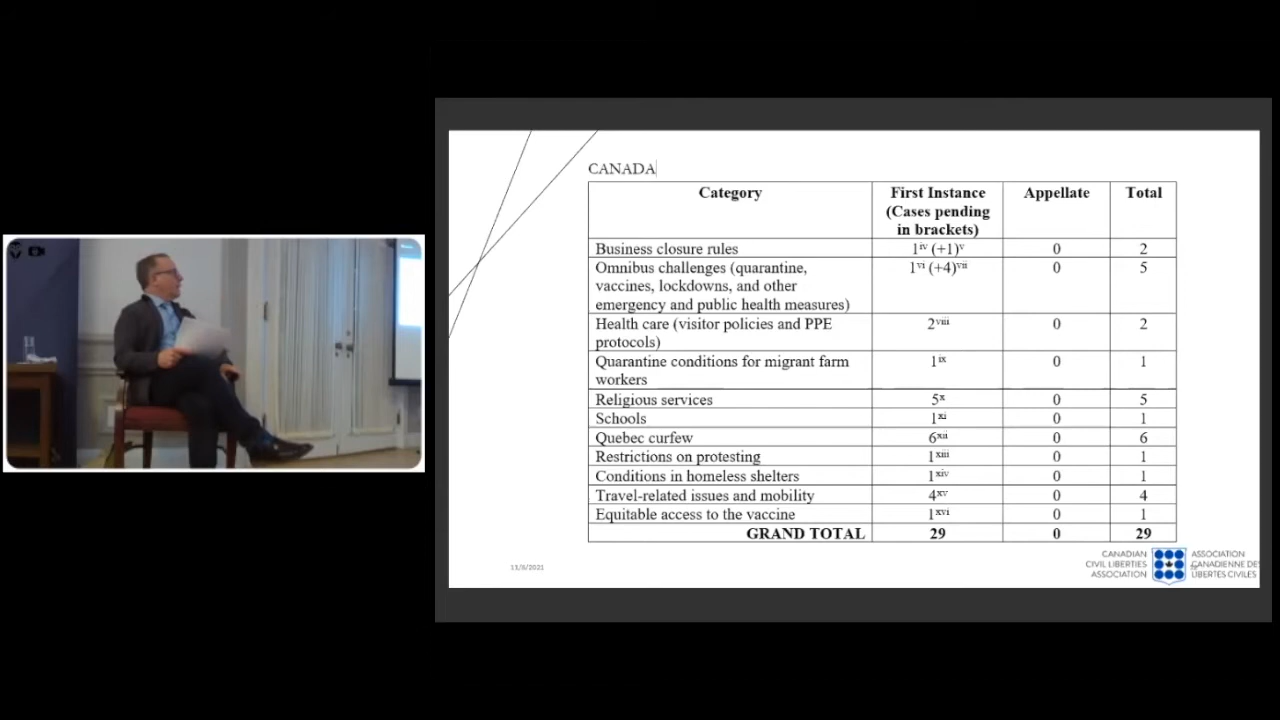 CANADA
Category First Instance (Cases pending in brackets) Appellate Total
Business closure rules 1^iv (+1)^v 0 2
Omnibus challenges (quarantine, vaccines, lockdowns, and other emergency and public health measures) 1^vi (+4)^vii 0 5
Health care (visitor policies and PPE protocols) 2^viii 0 2
Quarantine conditions for migrant farm workers 1^ix 0 1
Religious services 5^x 0 5
Schools 1^xi 0 1
Quebec curfew 6^xii 0 6
Restrictions on protesting 1^xiii 0 1
Conditions in homeless shelters 1^xiv 0 1
Travel-related issues and mobility 4^xv 0 4
Equitable access to the vaccine 1^xvi 0 1
GRAND TOTAL 29 0 29
CANADIAN
CIVIL LIBERTIES
ASSOCIATION
ASSOCIATION
CANADIENNE DES
LIBERTES CIVILES